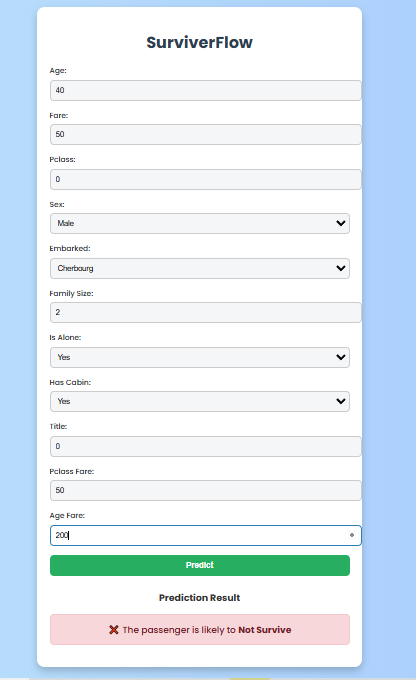 SurviverFlow
Age:
40
Fare:
50
Pclass:
0
Sex:
Male
Embarked:
Cherbourg
Family Size:
2
Is Alone:
Yes
Has Cabin:
Yes
Title:
0
Pclass Fare:
50
Age Fare:
200
Predict
Prediction Result
❌ The passenger is likely to Not Survive